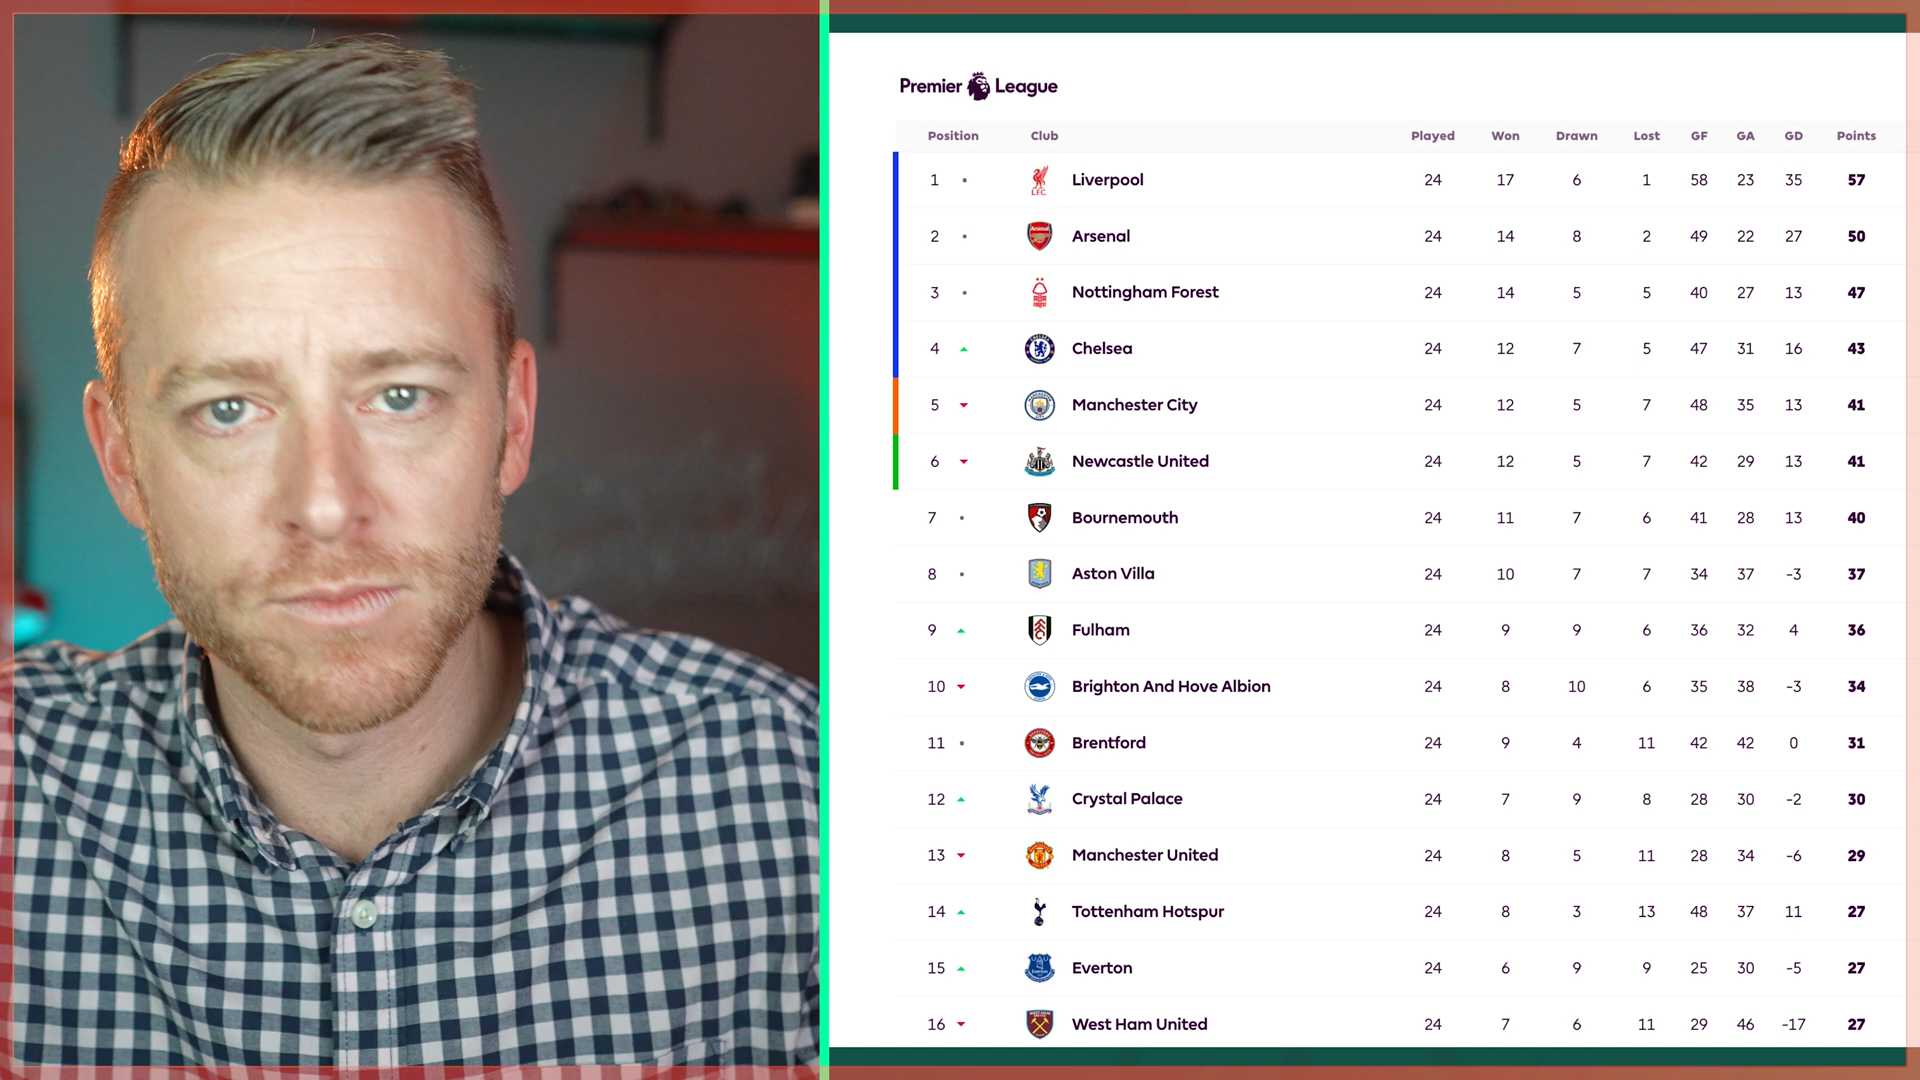 Premier League
Position Club Played Won Drawn Lost GF GA GD Points
1 Liverpool 24 17 6 1 58 23 35 57
2 Arsenal 24 14 8 2 49 22 27 50
3 Nottingham Forest 24 14 5 5 40 27 13 47
4 Chelsea 24 12 7 5 47 31 16 43
5 Manchester City 24 12 5 7 48 35 13 41
6 Newcastle United 24 12 5 7 42 29 13 41
7 Bournemouth 24 11 7 6 41 28 13 40
8 Aston Villa 24 10 7 7 34 37 -3 37
9 Fulham 24 9 9 6 36 32 4 36
10 Brighton And Hove Albion 24 8 10 6 35 38 -3 34
11 Brentford 24 9 4 11 42 42 0 31
12 Crystal Palace 24 7 9 8 28 30 -2 30
13 Manchester United 24 8 5 11 28 34 -6 29
14 Tottenham Hotspur 24 8 3 13 48 37 11 27
15 Everton 24 6 9 9 25 30 -5 27
16 West Ham United 24 7 6 11 29 46 -17 27